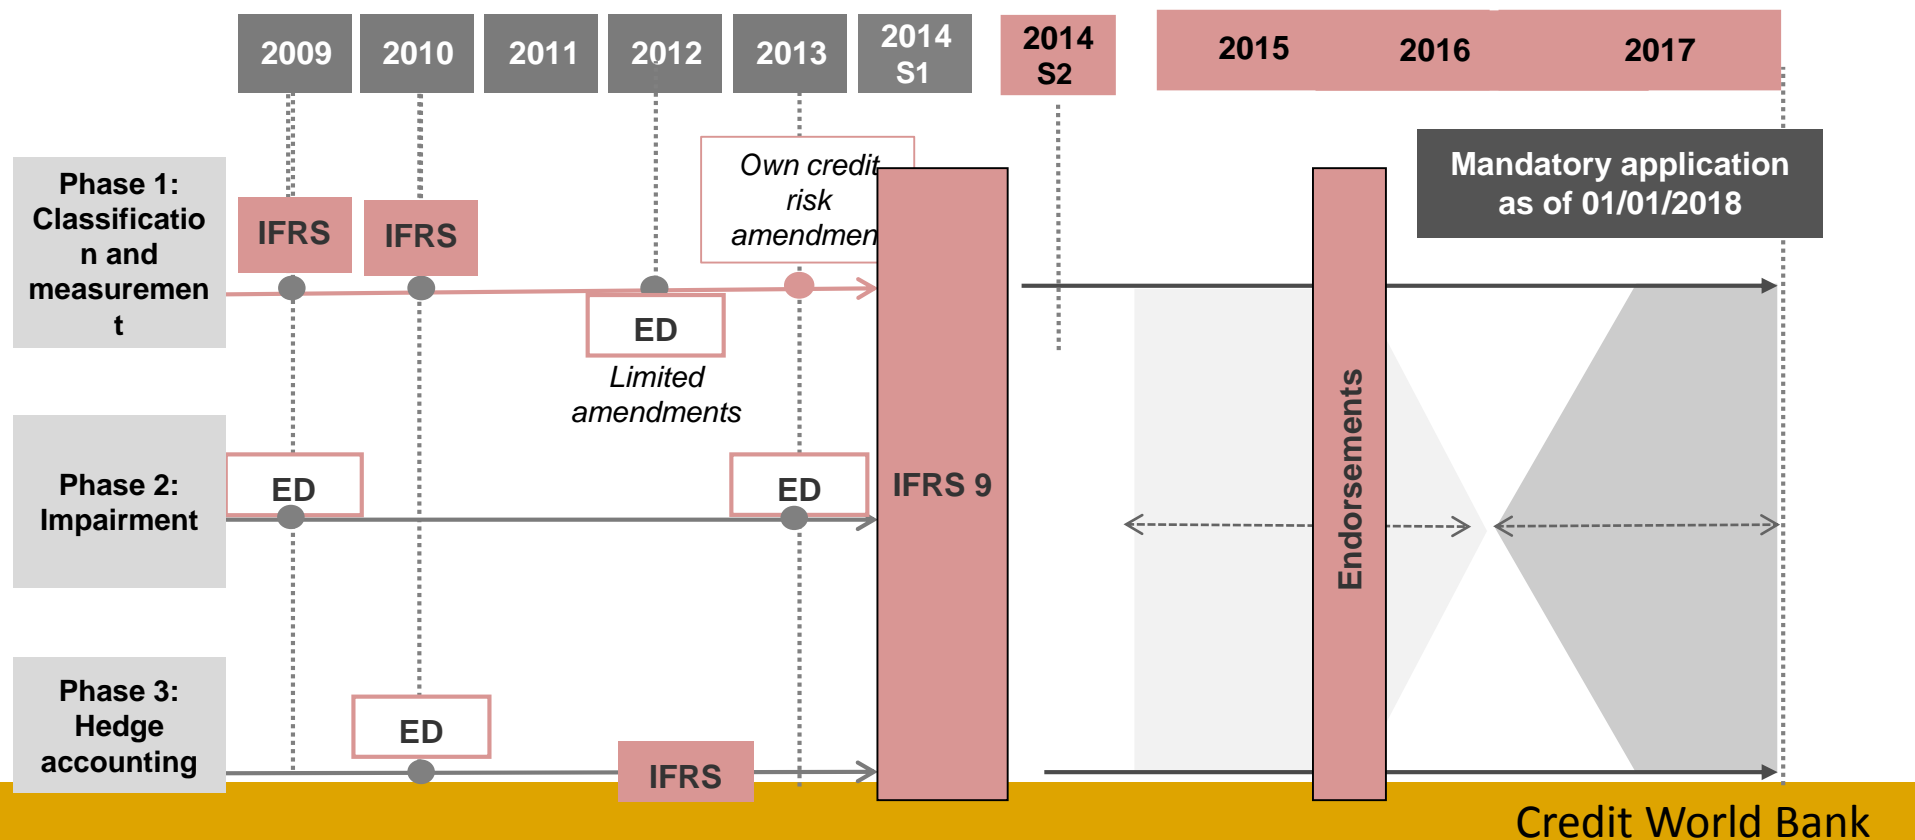 2009
2010
2011
2012
2013
2014
S1
2014
S2
2015
2016
2017
Mandatory application
as of 01/01/2018
Phase 1:
Classificatio
n and
measuremen
t
IFRS
IFRS
Own credit
risk
amendmen
ED
Limited
amendments
Phase 2:
Impairment
ED
ED
IFRS 9
Endorsements
Phase 3:
Hedge
accounting
ED
IFRS
Credit World Bank